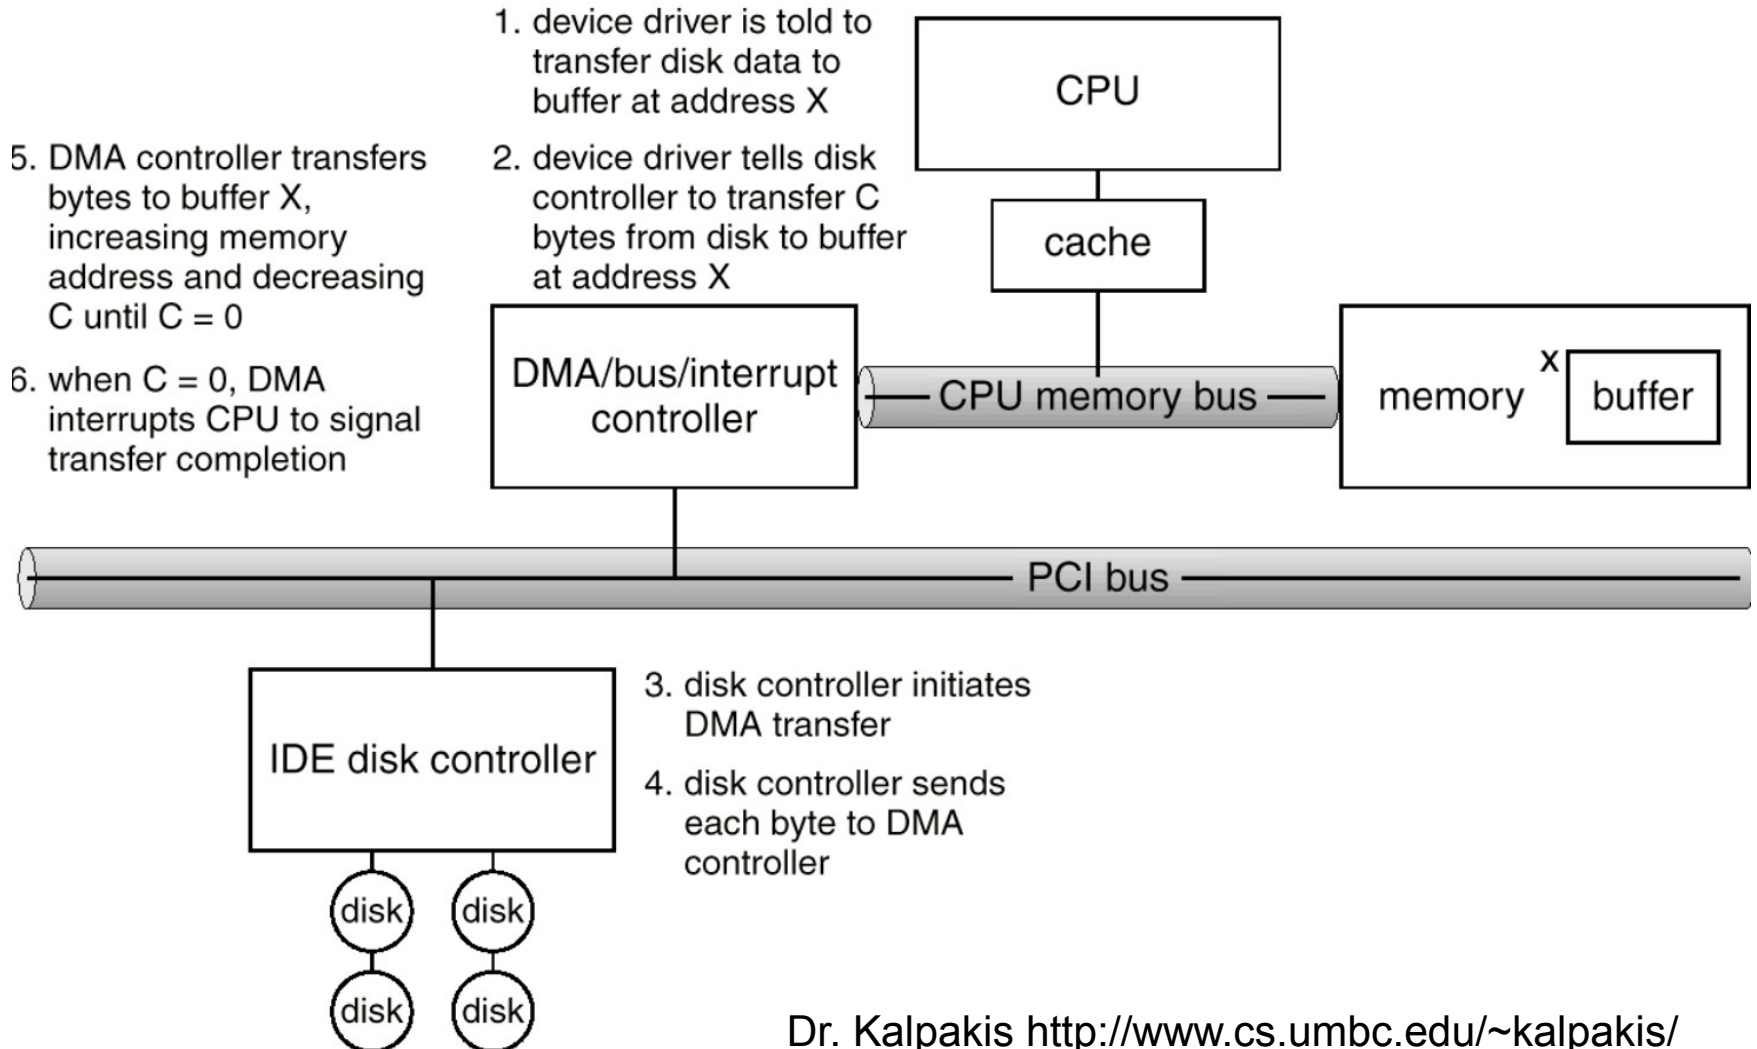 1. device driver is told to
transfer disk data to
buffer at address X
2. device driver tells disk
controller to transfer C
bytes from disk to buffer
at address X
5. DMA controller transfers
bytes to buffer X,
increasing memory
address and decreasing
C until C = 0
6. when C = 0, DMA
interrupts CPU to signal
transfer completion
CPU
cache
DMA/bus/interrupt
controller
CPU memory bus
memory
X
buffer
PCI bus
IDE disk controller
3. disk controller initiates
DMA transfer
4. disk controller sends
each byte to DMA
controller
disk
disk
disk
disk
Dr. Kalpakis http://www.cs.umbc.edu/~kalpakis/